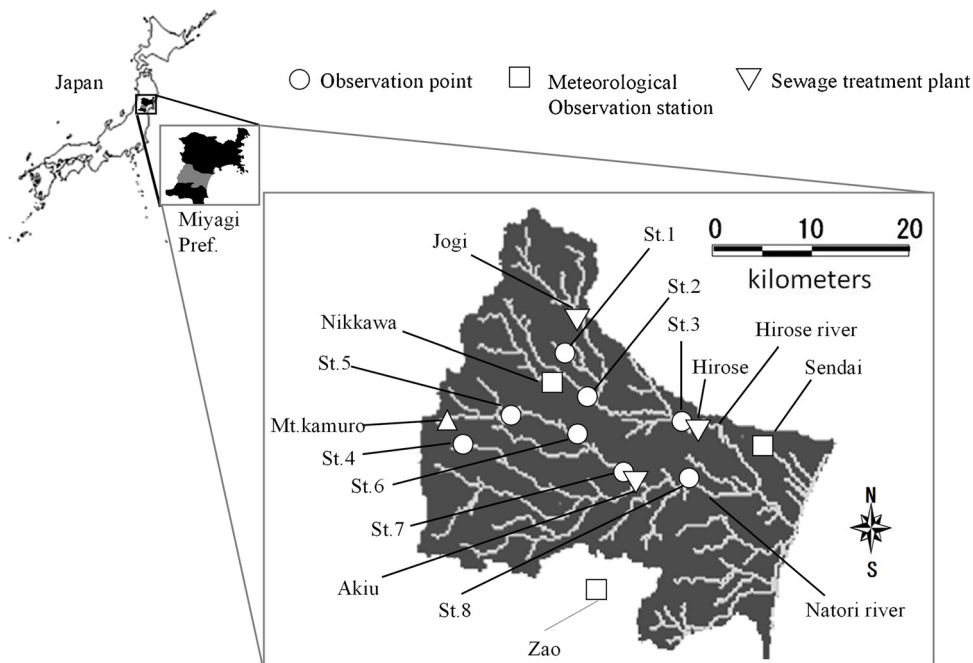 Japan
Observation point
Meteorological
Observation station
Sewage treatment plant
Miyagi
Pref.
0 10 20
kilometers
Jogi
St.1
St.2
Nikkawa
St.3
Hirose river
St.5
Hirose
Sendai
Mt.kamuro
St.4
St.6
St.7
N
S
Akiu
St.8
Natori river
Zao